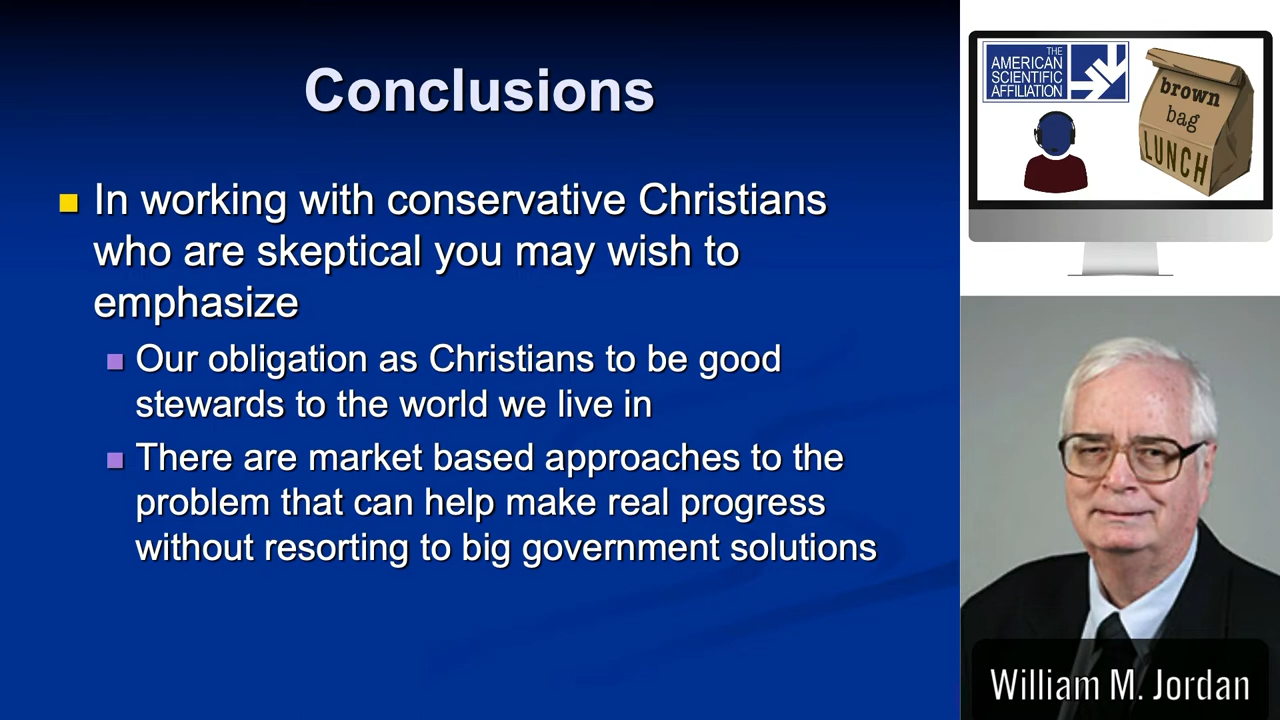 Conclusions
In working with conservative Christians
who are skeptical you may wish to
emphasize
Our obligation as Christians to be good
stewards to the world we live in
There are market based approaches to the
problem that can help make real progress
without resorting to big government solutions
THE
AMERICAN
SCIENTIFIC
AFFILIATION
brown
bag
LUNCH
William M. Jordan